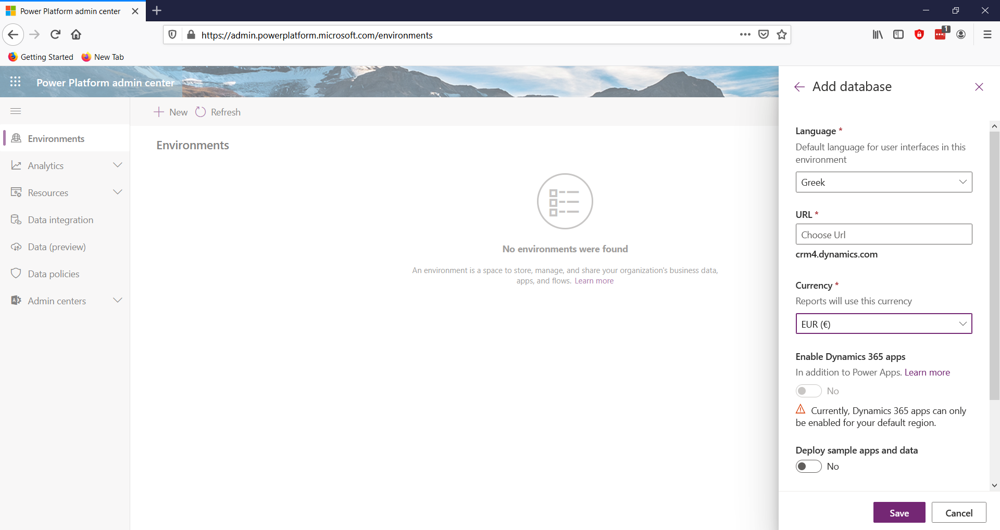 Power Platform admin center
https://admin.powerplatform.microsoft.com/environments
1
Getting Started
New Tab
Power Platform admin center
New
Refresh
Environments
Analytics
Resources
Data integration
Data (preview)
Data policies
Admin centers
Environments
No environments were found
An environment is a space to store, manage, and share your organization's business data,
apps, and flows. Learn more
Add database
Language *
Default language for user interfaces in this
environment
Greek
URL *
Choose Url
crm4.dynamics.com
Currency *
Reports will use this currency
EUR (€)
Enable Dynamics 365 apps
In addition to Power Apps. Learn more
No
Currently, Dynamics 365 apps can only
be enabled for your default region.
Deploy sample apps and data
No
Save
Cancel